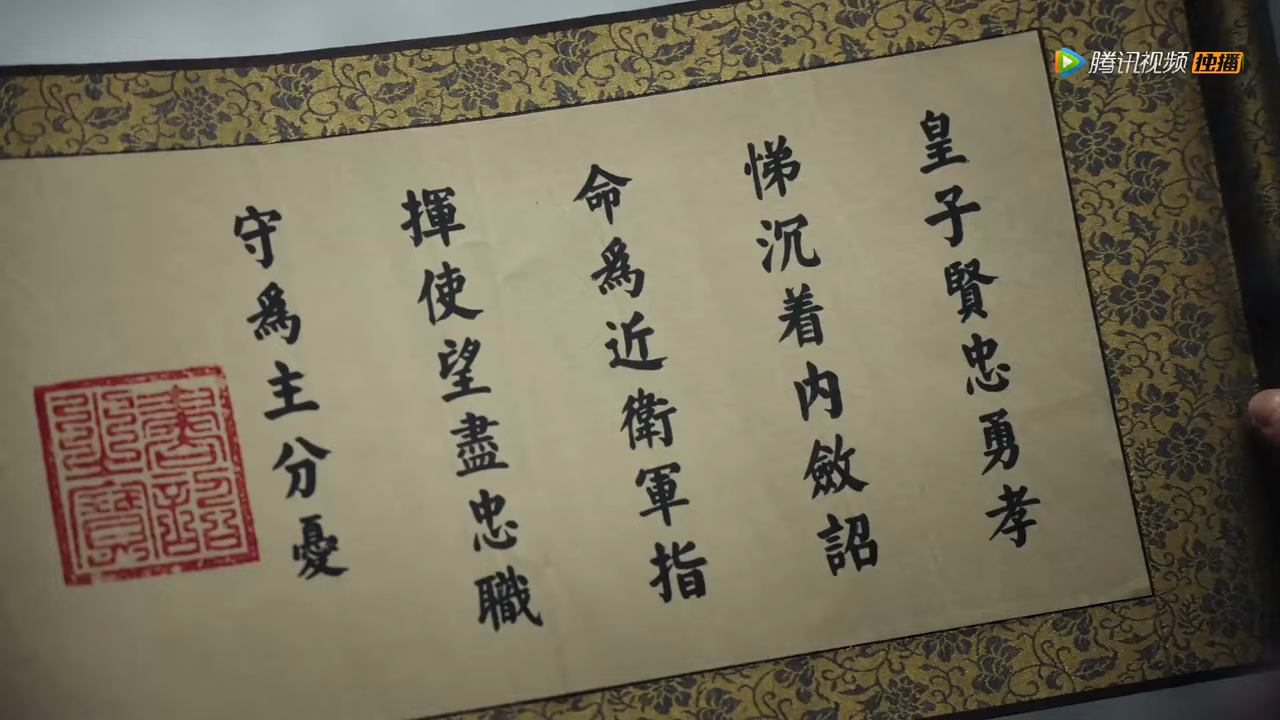 皇子賢忠勇孝
悌沉着内斂詔
命爲近衛軍指
揮使望盡忠職
守爲主分憂
腾讯视频 独播